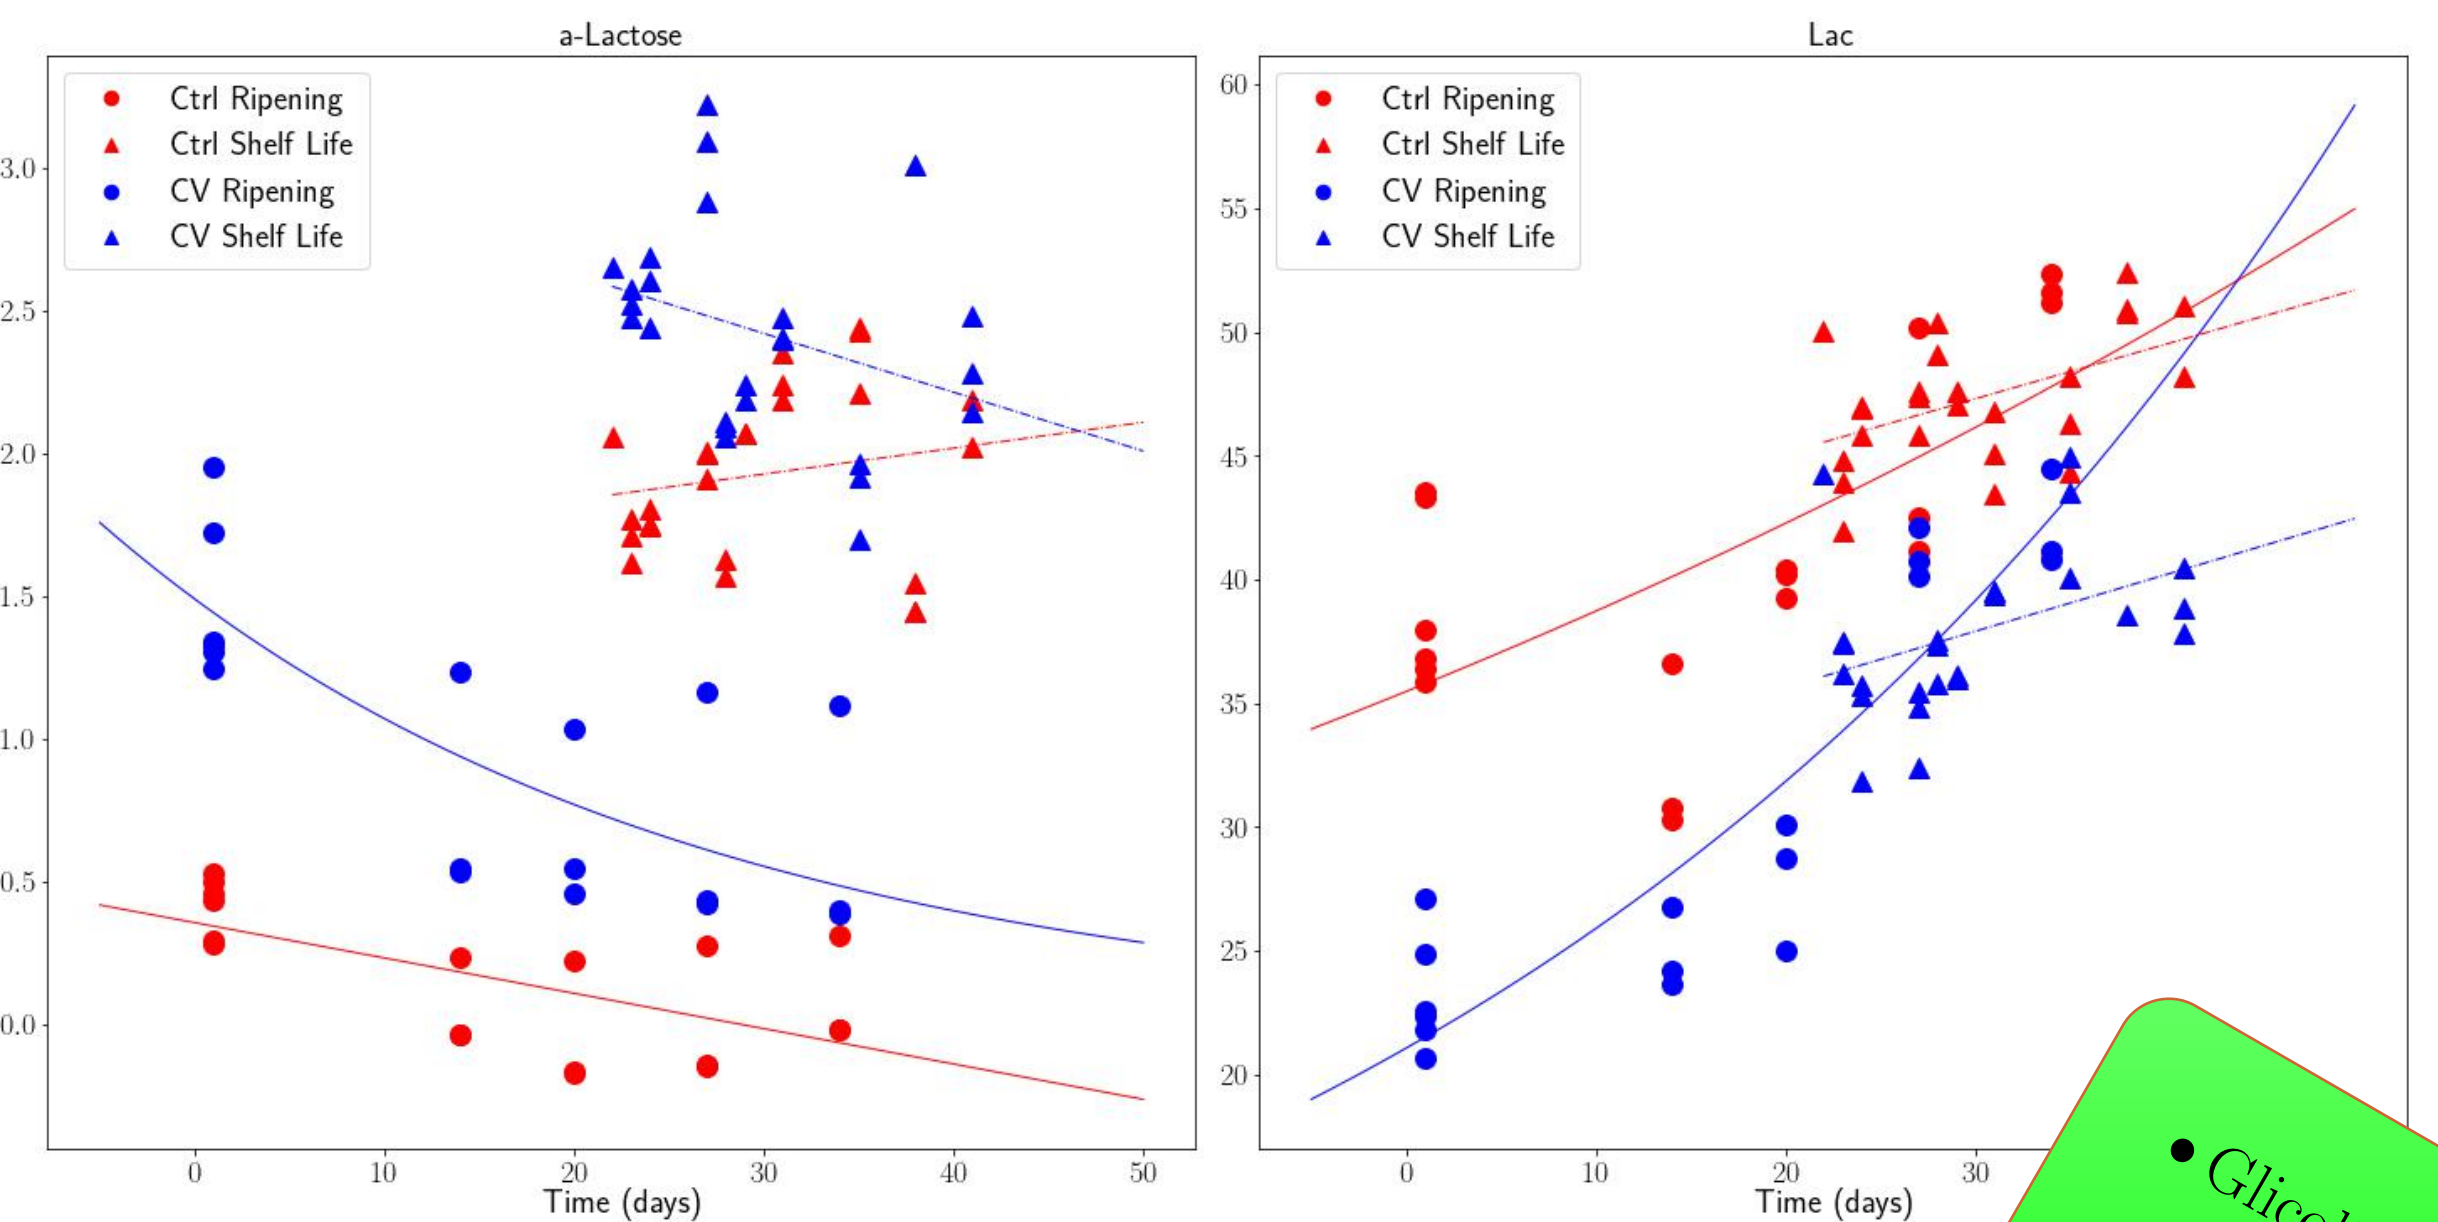 a-Lactose
Ctrl Ripening
Ctrl Shelf Life
CV Ripening
CV Shelf Life
3.0
2.5
2.0
1.5
1.0
0.5
0.0
0 10 20 30 40 50
Time (days)
Lac
Ctrl Ripening
Ctrl Shelf Life
CV Ripening
CV Shelf Life
60
55
50
45
40
35
30
25
20
0 10 20 30
Time (days)